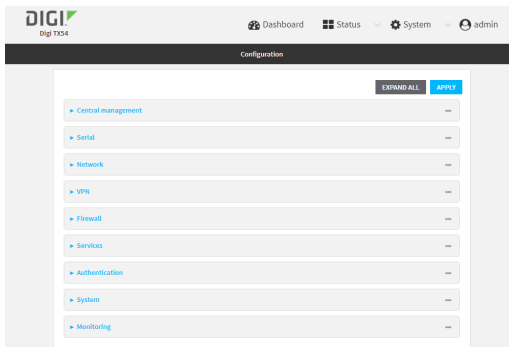 DIGI
Digi TX54
Dashboard
Status
System
admin
Configuration
EXPAND ALL
APPLY
Central management
Serial
Network
VPN
Firewall
Services
Authentication
System
Monitoring